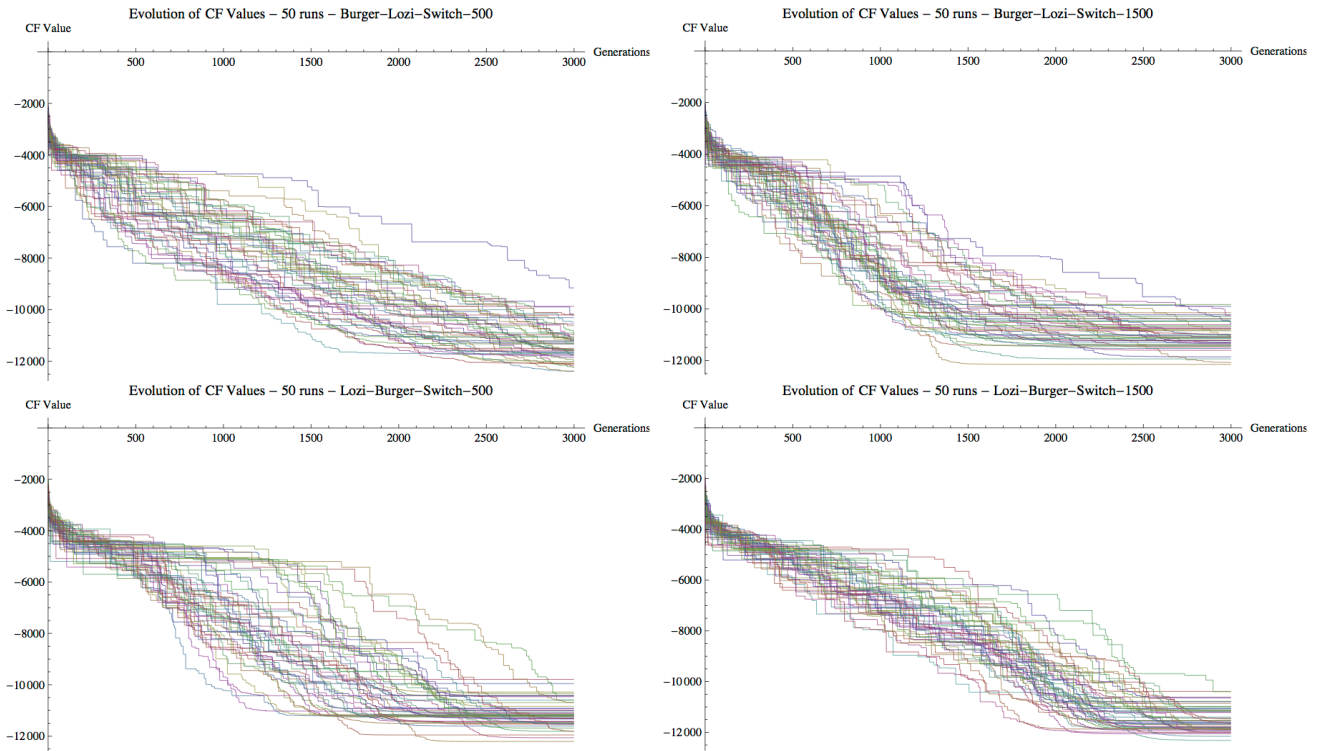 Evolution of CF Values – 50 runs – Burger–Lozi–Switch–500
CF Value
Generations
500 1000 1500 2000 2500 3000
−2000
−4000
−6000
−8000
−10000
−12000
Evolution of CF Values – 50 runs – Burger–Lozi–Switch–1500
CF Value
Generations
500 1000 1500 2000 2500 3000
−2000
−4000
−6000
−8000
−10000
−12000
Evolution of CF Values – 50 runs – Lozi–Burger–Switch–500
CF Value
Generations
500 1000 1500 2000 2500 3000
−2000
−4000
−6000
−8000
−10000
−12000
Evolution of CF Values – 50 runs – Lozi–Burger–Switch–1500
CF Value
Generations
500 1000 1500 2000 2500 3000
−2000
−4000
−6000
−8000
−10000
−12000